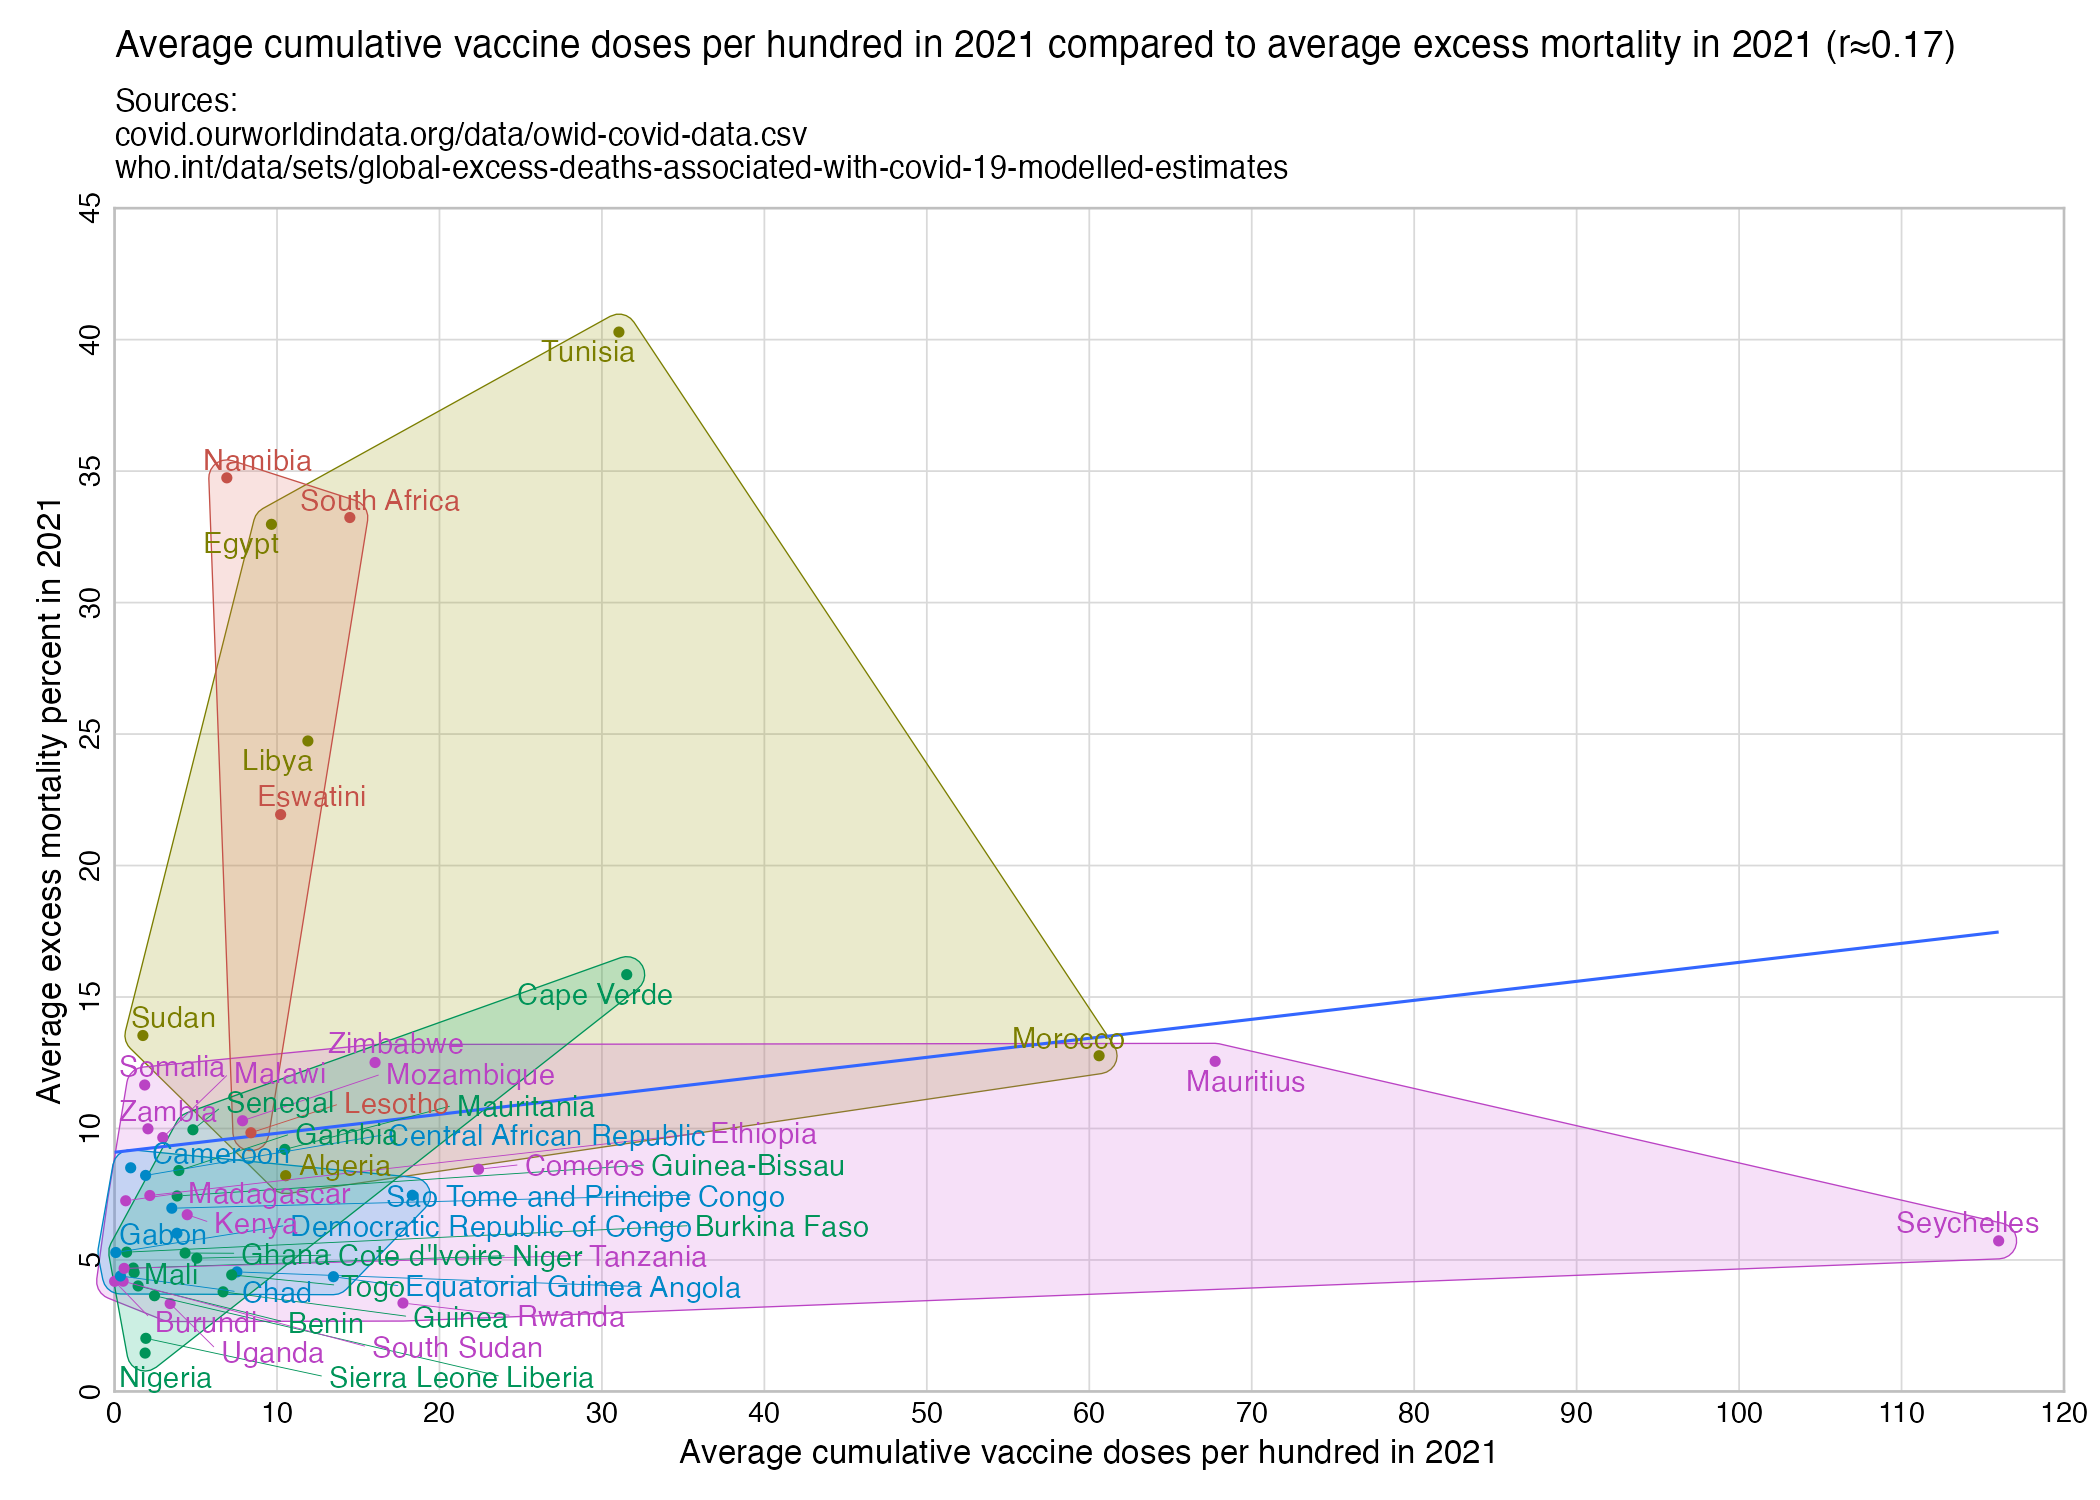 Average cumulative vaccine doses per hundred in 2021 compared to average excess mortality in 2021 (r≈0.17)
Sources:
covid.ourworldindata.org/data/owid-covid-data.csv
who.int/data/sets/global-excess-deaths-associated-with-covid-19-modelled-estimates
Average excess mortality percent in 2021
45
40
35
30
25
20
15
10
5
0
Tunisia
Namibia
South Africa
Egypt
Libya
Eswatini
Cape Verde
Sudan
Morocco
Zimbabwe
Somalia Malawi Mozambique
Mauritius
Zambia Senegal Lesotho Mauritania
Gambia Central African Republic Ethiopia
Cameroon
Algeria Comoros Guinea-Bissau
Madagascar Sao Tome and Principe Congo
Kenya Democratic Republic of Congo Burkina Faso
Seychelles
Gabon
Ghana Cote d'Ivoire Niger Tanzania
Mali
Chad Togo Equatorial Guinea Angola
Burundi Benin Guinea Rwanda
Uganda South Sudan
Nigeria Sierra Leone Liberia
0 10 20 30 40 50 60 70 80 90 100 110 120
Average cumulative vaccine doses per hundred in 2021